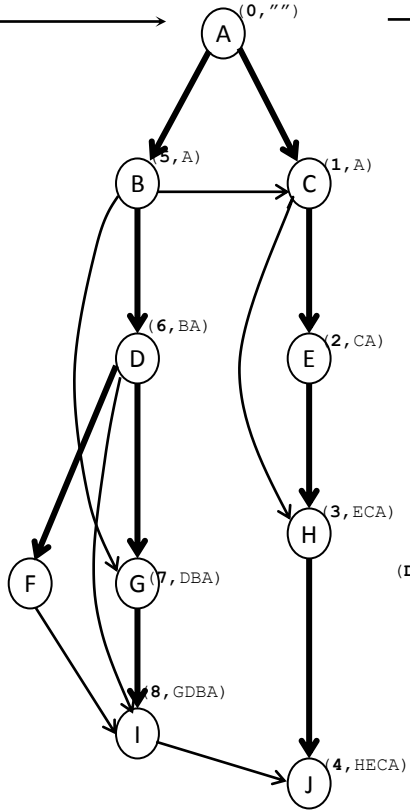 A (0,"")
B (5,A)
C (1,A)
D (6,BA)
E (2,CA)
H (3,ECA)
F
G (7,DBA)
(D
I (8,GDBA)
J (4,HECA)